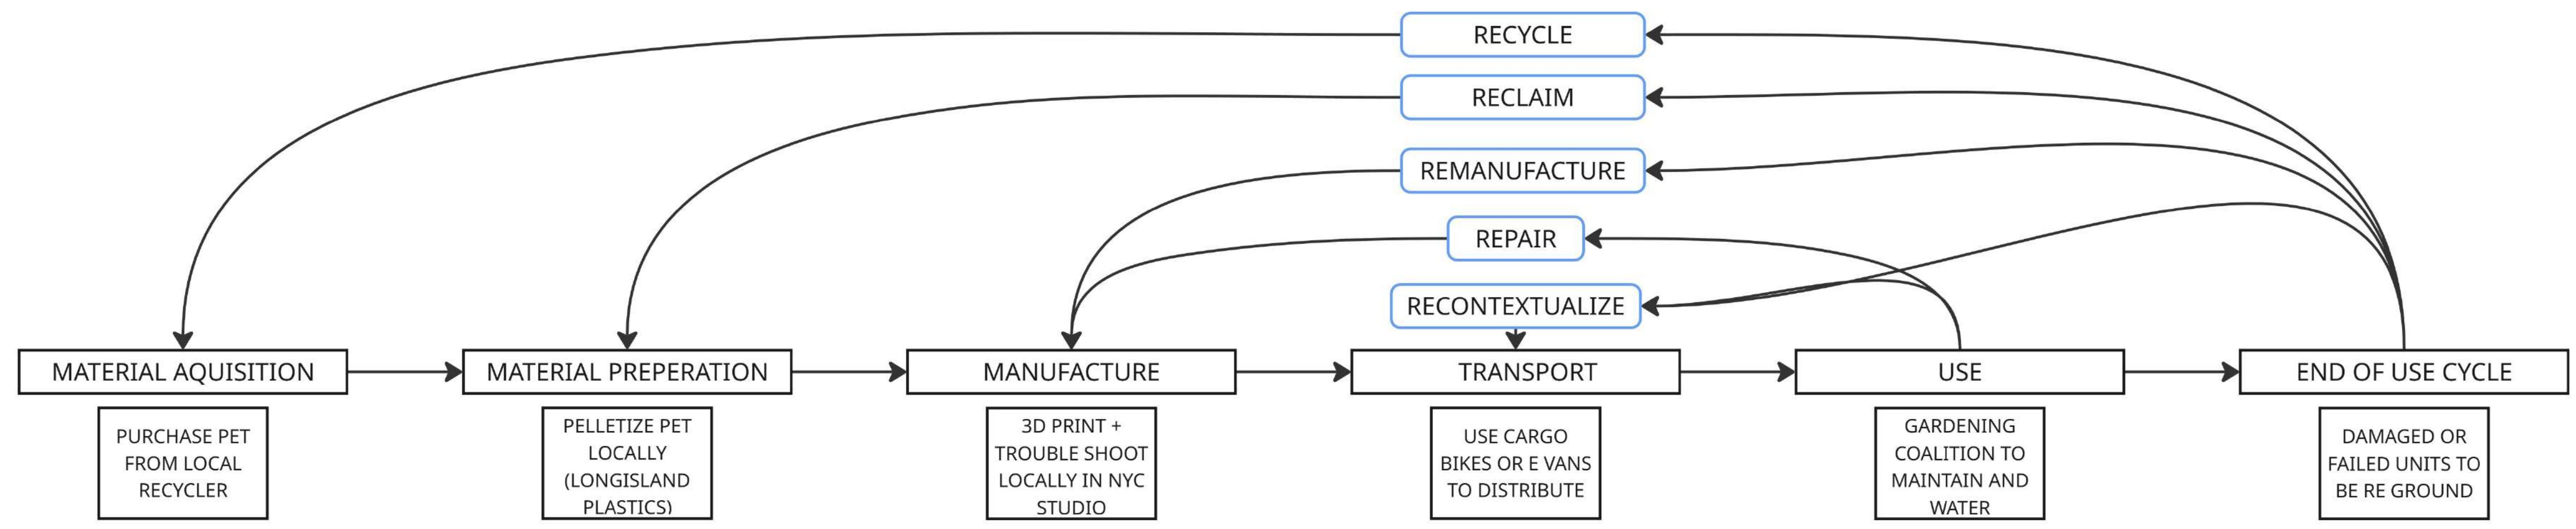 RECYCLE
RECLAIM
REMANUFACTURE
REPAIR
RECONTEXTUALIZE
MATERIAL AQUISITION
MATERIAL PREPERATION
MANUFACTURE
TRANSPORT
USE
END OF USE CYCLE
PURCHASE PET
FROM LOCAL
RECYCLER
PELLETIZE PET
LOCALLY
(LONGISLAND
PLASTICS)
3D PRINT +
TROUBLE SHOOT
LOCALLY IN NYC
STUDIO
USE CARGO
BIKES OR E VANS
TO DISTRIBUTE
GARDENING
COALITION TO
MAINTAIN AND
WATER
DAMAGED OR
FAILED UNITS TO
BE RE GROUND